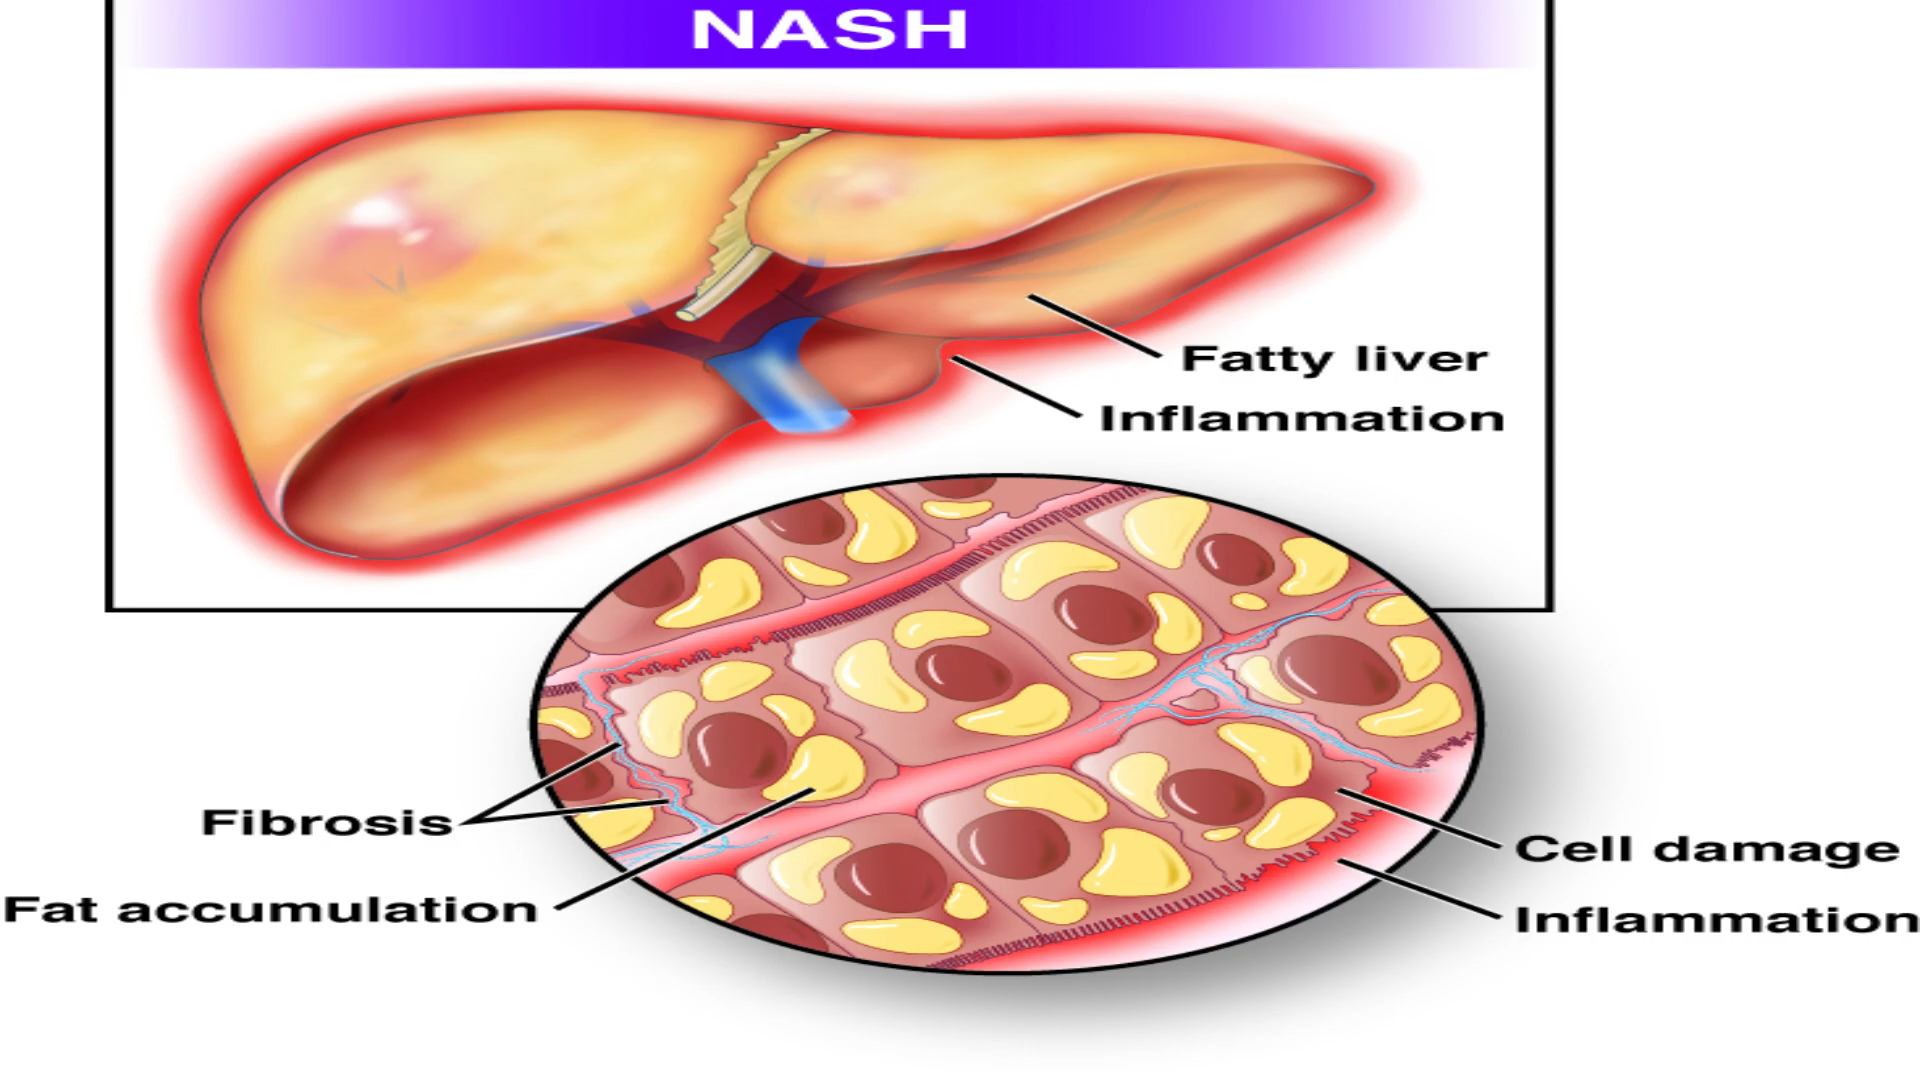 NASH
Fatty liver
Inflammation
Fibrosis
Fat accumulation
Cell damage
Inflammation